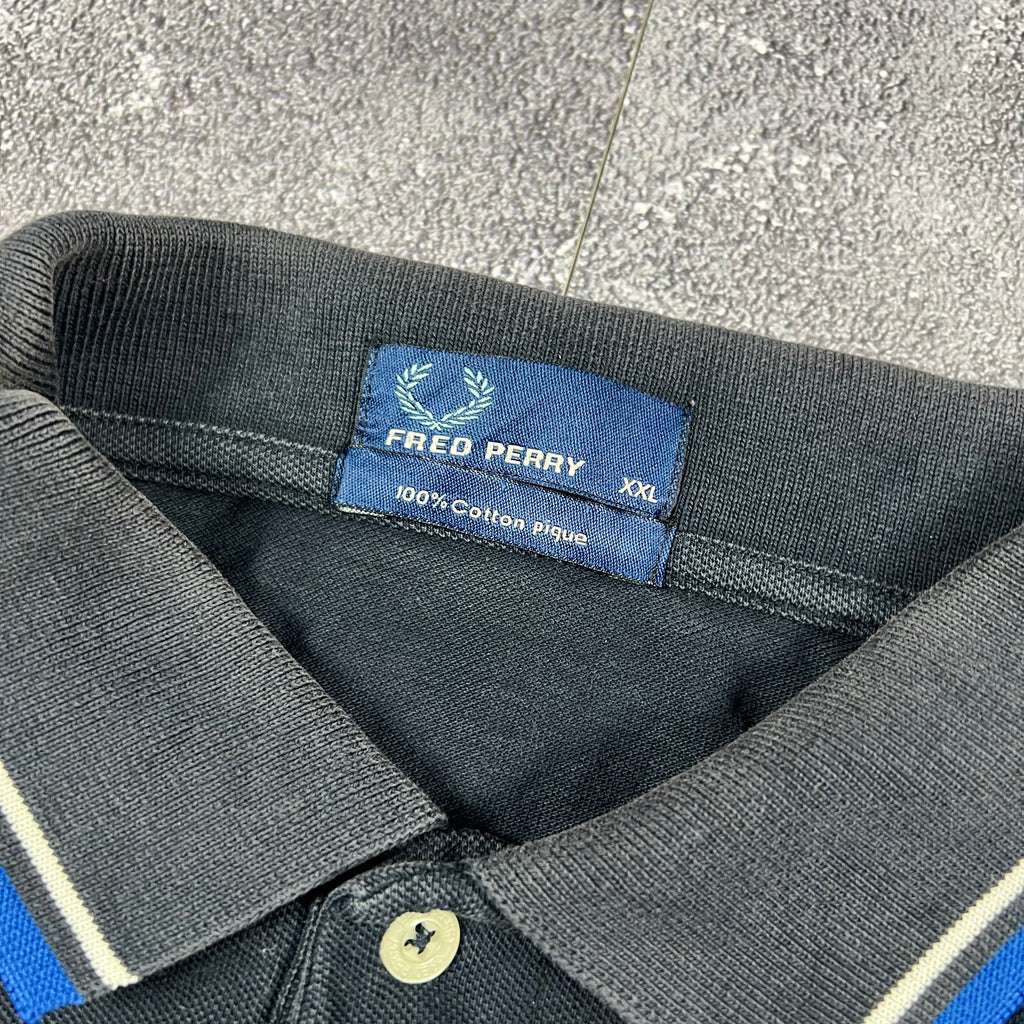 FRED PERRY
XXL
100% Cotton pique